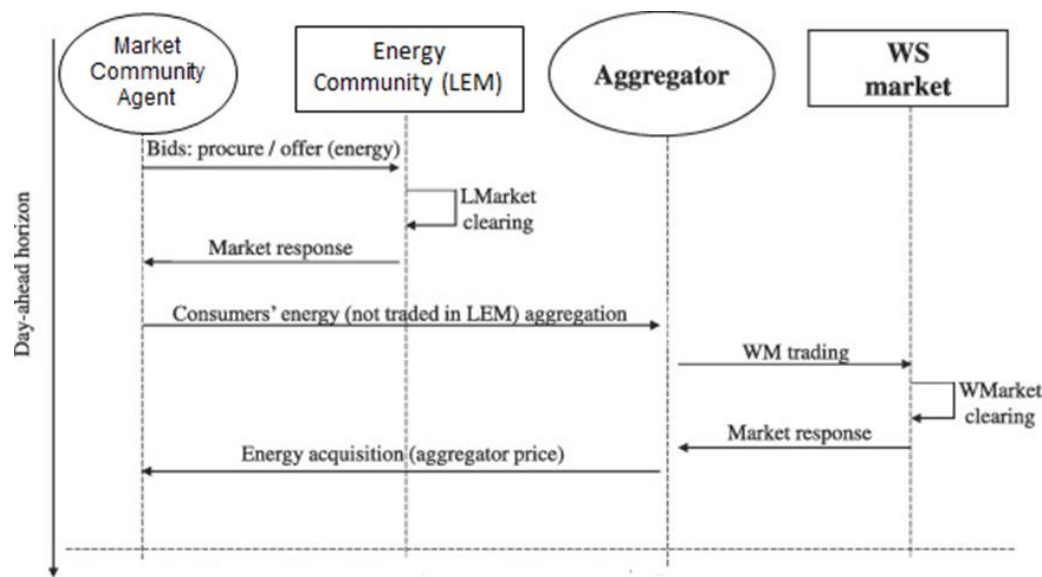 Market
Community
Agent
Energy
Community (LEM)
Aggregator
WS
market
Day-ahead horizon
Bids: procure / offer (energy)
LMarket
clearing
Market response
Consumers’ energy (not traded in LEM) aggregation
WM trading
WMarket
clearing
Market response
Energy acquisition (aggregator price)